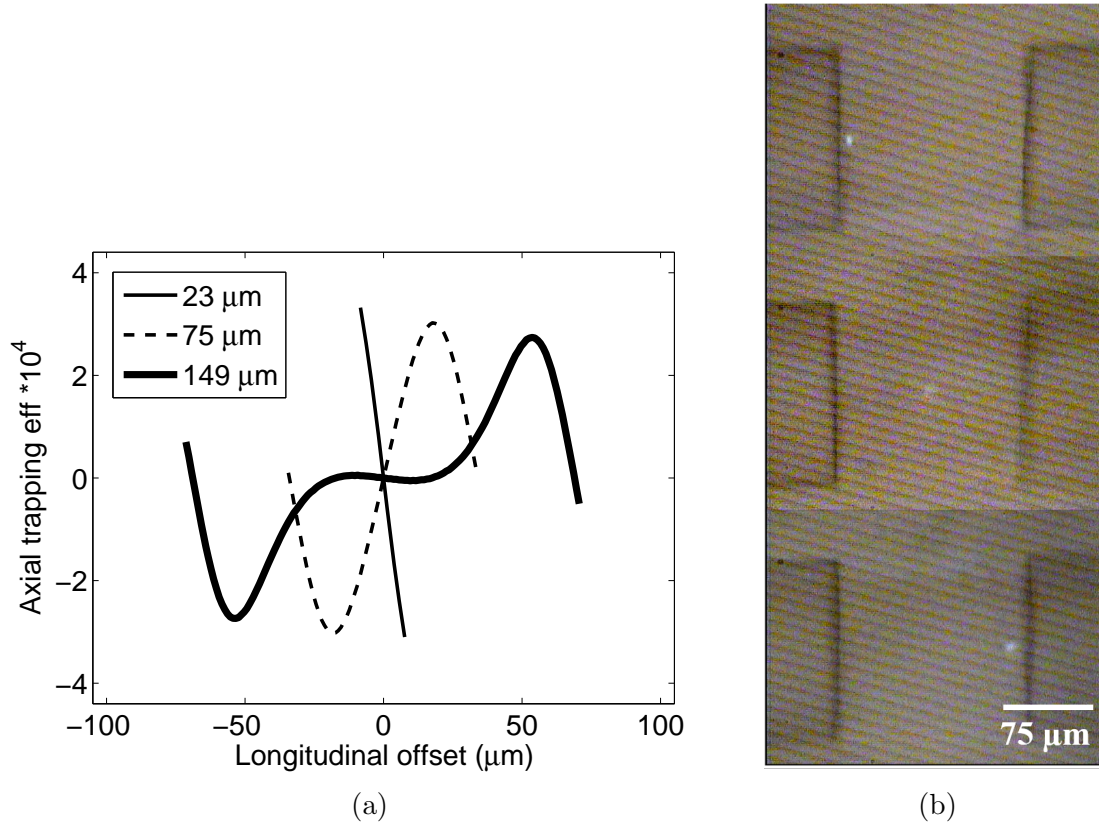 Axial trapping eff *10^4
4
2
0
−2
−4
23 μm
75 μm
149 μm
−100
−50
0
50
100
Longitudinal offset (μm)
(a)
75 μm
(b)